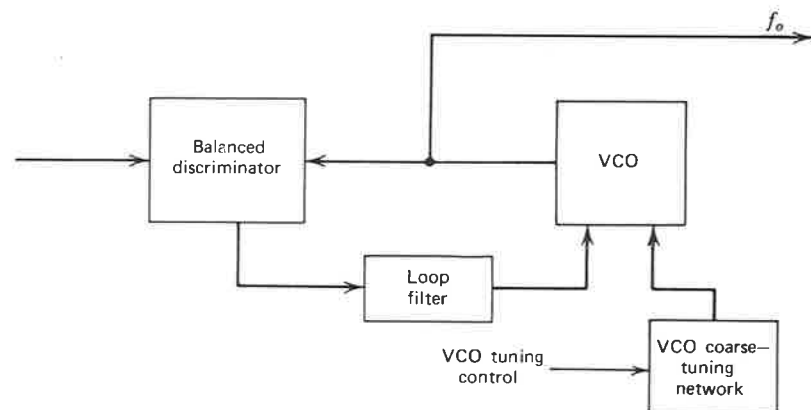 fₒ
Balanced
discriminator
VCO
Loop
filter
VCO tuning
control
VCO coarse—
tuning
network